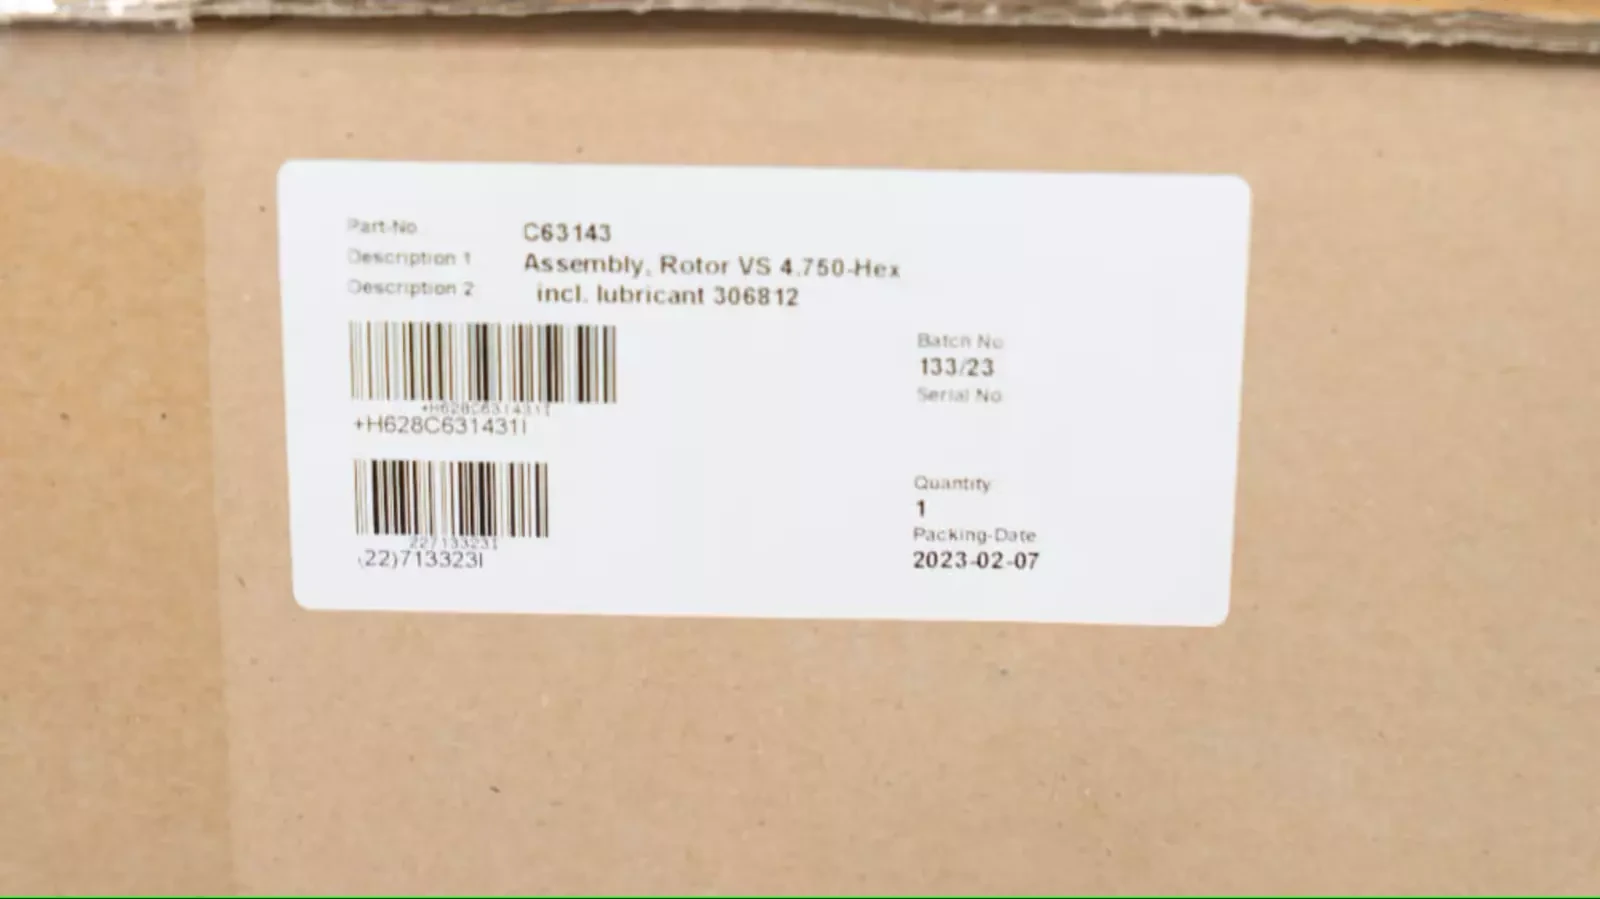 Part-No. C63143
Description 1 Assembly, Rotor VS 4.750-Hex
Description 2 incl. lubricant 306812
+H628C631431I
+H628C631431I
Batch No
133/23
Serial No
227133231
(22)713323I
Quantity
1
Packing-Date
2023-02-07